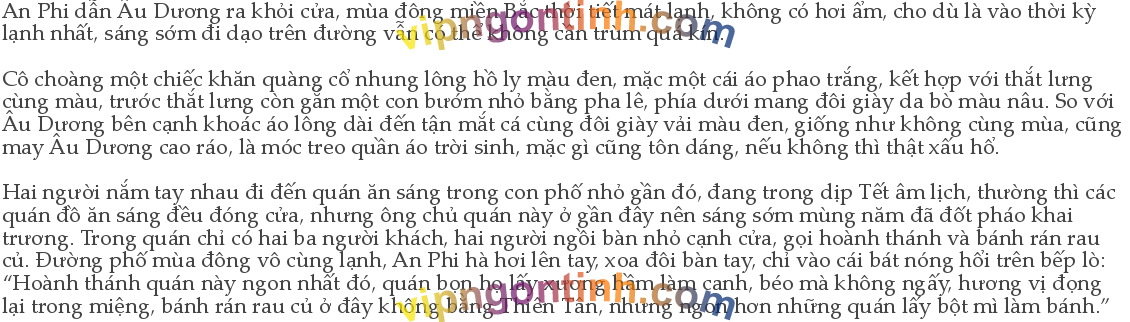 An Phi dẫn Âu Dương ra khỏi cửa, mùa đông miền Bắc thời tiết mát lạnh, không có hơi ẩm, cho dù là vào thời kỳ
lạnh nhất, sáng sớm đi dạo trên đường vẫn có thể không cần trùm quá kín.
vipngontinh.com
Cô choàng một chiếc khăn quàng cổ nhung lông hồ ly màu đen, mặc một cái áo phao trắng, kết hợp với thắt lưng
cùng màu, trước thắt lưng còn gắn một con bướm nhỏ bằng pha lê, phía dưới mang đôi giày da bò màu nâu. So với
Âu Dương bên cạnh khoác áo lông dài đến tận mắt cá cùng đôi giày vải màu đen, giống như không cùng mùa, cũng
may Âu Dương cao ráo, là móc treo quần áo trời sinh, mặc gì cũng tôn dáng, nếu không thì thật xấu hổ.
Hai người nắm tay nhau đi đến quán ăn sáng trong con phố nhỏ gần đó, đang trong dịp Tết âm lịch, thường thì các
quán đồ ăn sáng đều đóng cửa, nhưng ông chủ quán này ở gần đây nên sáng sớm mùng năm đã đốt pháo khai
trương. Trong quán chỉ có hai ba người khách, hai người ngồi bàn nhỏ cạnh cửa, gọi hoành thánh và bánh rán rau
củ. Đường phố mùa đông vô cùng lạnh, An Phi hà hơi lên tay, xoa đôi bàn tay, chỉ vào cái bát nóng hổi trên bếp lò:
“Hoành thánh quán này ngon nhất đó, quán bọn họ lấy xương hầm làm canh, béo mà không ngấy, hương vị đọng
lại trong miệng, bánh rán rau củ ở đây không bằng Thiên Tân, nhưng ngon hơn những quán lấy bột mì làm bánh.”
vipngontinh.com